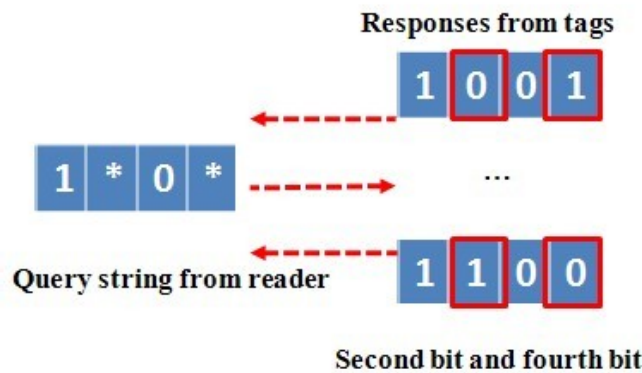 Responses from tags
1 0 0 1
1 * 0 *
...
Query string from reader
1 1 0 0
Second bit and fourth bit